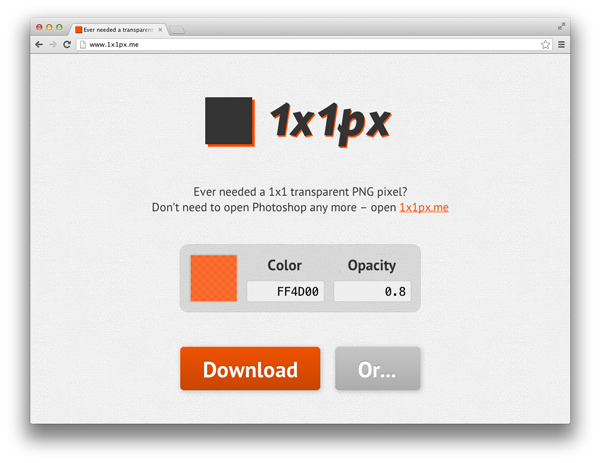 Ever needed a transparent
www.1x1px.me
1x1px
Ever needed a 1x1 transparent PNG pixel?
Don't need to open Photoshop any more – open 1x1px.me
Color Opacity
FF4D00 0.8
Download Or...